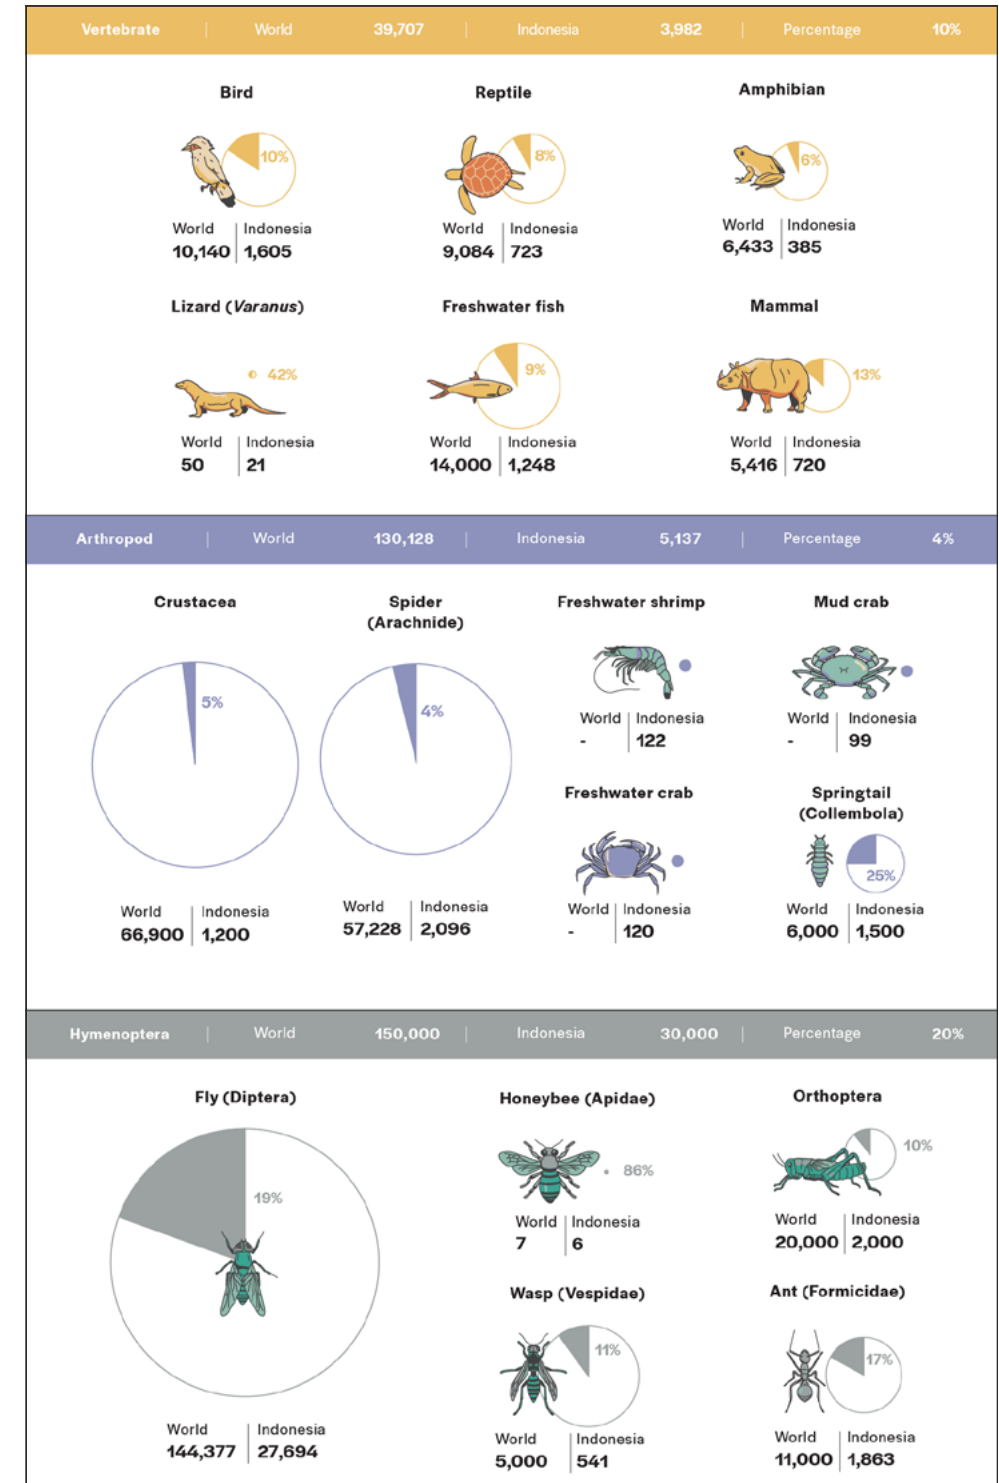 Vertebrate | World 39,707 | Indonesia 3,982 | Percentage 10%
Bird
10%
World | Indonesia
10,140 | 1,605
Reptile
8%
World | Indonesia
9,084 | 723
Amphibian
6%
World | Indonesia
6,433 | 385
Lizard (Varanus)
42%
World | Indonesia
50 | 21
Freshwater fish
9%
World | Indonesia
14,000 | 1,248
Mammal
13%
World | Indonesia
5,416 | 720
Arthropod | World 130,128 | Indonesia 5,137 | Percentage 4%
Crustacea
5%
World | Indonesia
66,900 | 1,200
Spider
(Arachnide)
4%
World | Indonesia
57,228 | 2,096
Freshwater shrimp
World | Indonesia
- | 122
Mud crab
World | Indonesia
- | 99
Freshwater crab
World | Indonesia
- | 120
Springtail
(Collembola)
25%
World | Indonesia
6,000 | 1,500
Hymenoptera | World 150,000 | Indonesia 30,000 | Percentage 20%
Fly (Diptera)
19%
World | Indonesia
144,377 | 27,694
Honeybee (Apidae)
86%
World | Indonesia
7 | 6
Orthoptera
10%
World | Indonesia
20,000 | 2,000
Wasp (Vespidae)
11%
World | Indonesia
5,000 | 541
Ant (Formicidae)
17%
World | Indonesia
11,000 | 1,863